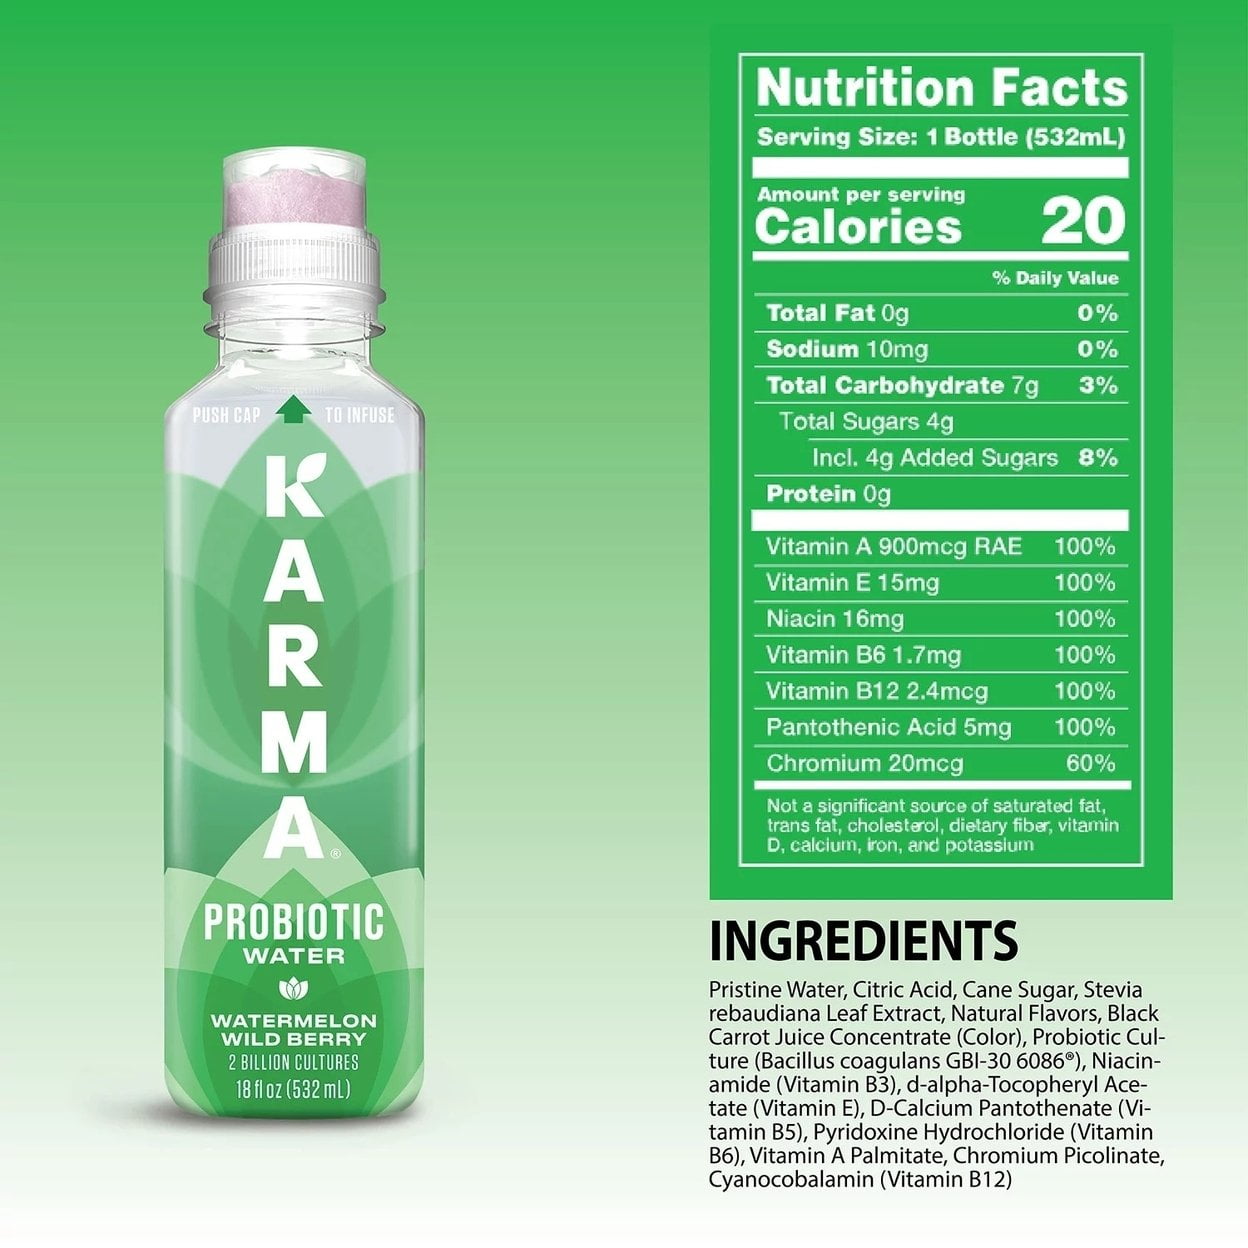 PUSH CAP TO INFUSE
KARMA®
PROBIOTIC
WATER
WATERMELON
WILD BERRY
2 BILLION CULTURES
18 fl oz (532 mL)
Nutrition Facts
Serving Size: 1 Bottle (532mL)
Amount per serving
Calories 20
% Daily Value
Total Fat 0g 0%
Sodium 10mg 0%
Total Carbohydrate 7g 3%
Total Sugars 4g
Incl. 4g Added Sugars 8%
Protein 0g
Vitamin A 900mcg RAE 100%
Vitamin E 15mg 100%
Niacin 16mg 100%
Vitamin B6 1.7mg 100%
Vitamin B12 2.4mcg 100%
Pantothenic Acid 5mg 100%
Chromium 20mcg 60%
Not a significant source of saturated fat,
trans fat, cholesterol, dietary fiber, vitamin
D, calcium, iron, and potassium
INGREDIENTS
Pristine Water, Citric Acid, Cane Sugar, Stevia
rebaudiana Leaf Extract, Natural Flavors, Black
Carrot Juice Concentrate (Color), Probiotic Cul-
ture (Bacillus coagulans GBI-30 6086®), Niacin-
amide (Vitamin B3), d-alpha-Tocopheryl Ace-
tate (Vitamin E), D-Calcium Pantothenate (Vi-
tamin B5), Pyridoxine Hydrochloride (Vitamin
B6), Vitamin A Palmitate, Chromium Picolinate,
Cyanocobalamin (Vitamin B12)